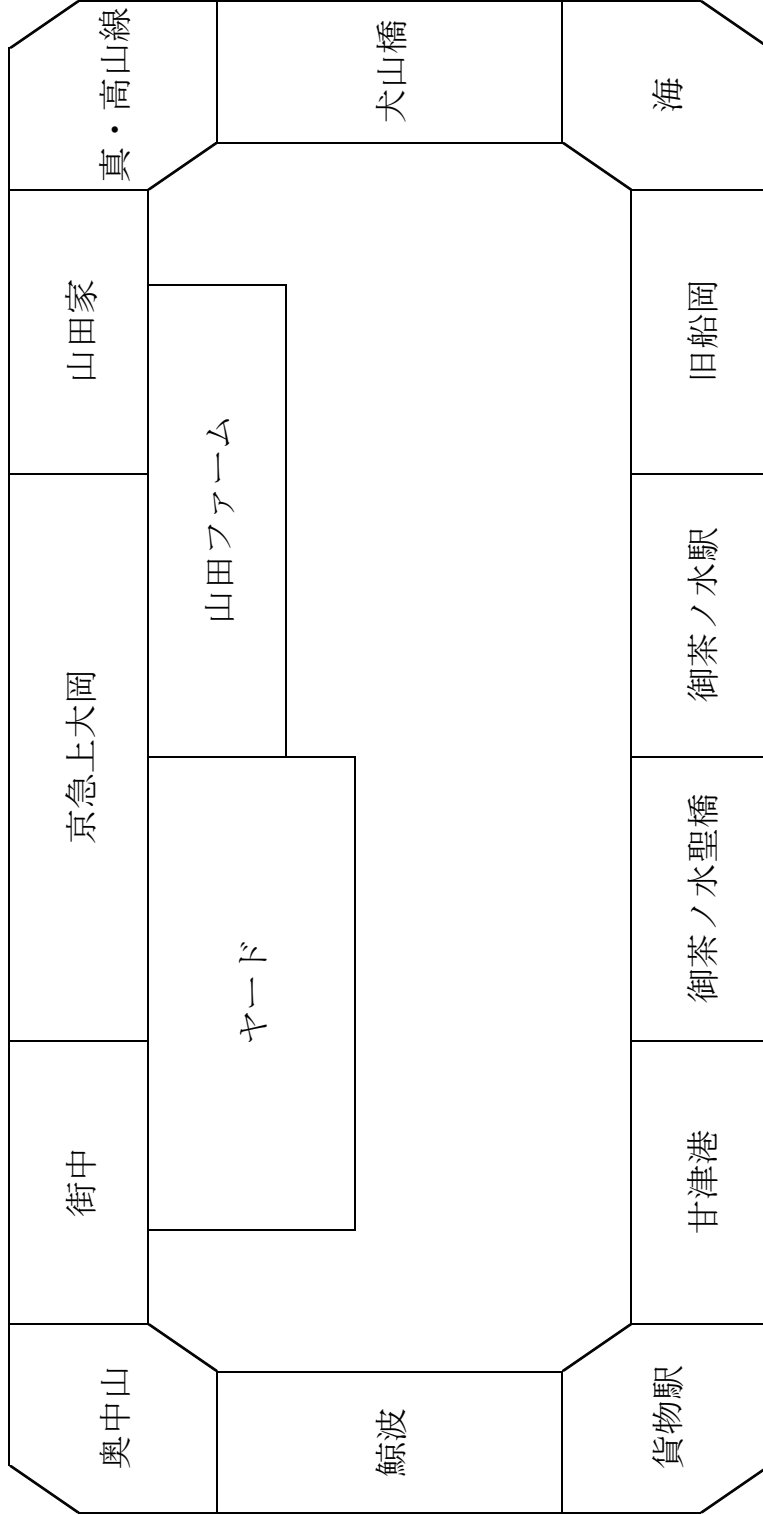 奥中山
街中
京急上大岡
山田家
真・高山線
ヤード
山田ファーム
鯨波
犬山橋
貨物駅
甘津港
御茶ノ水聖橋
御茶ノ水駅
旧船岡
海